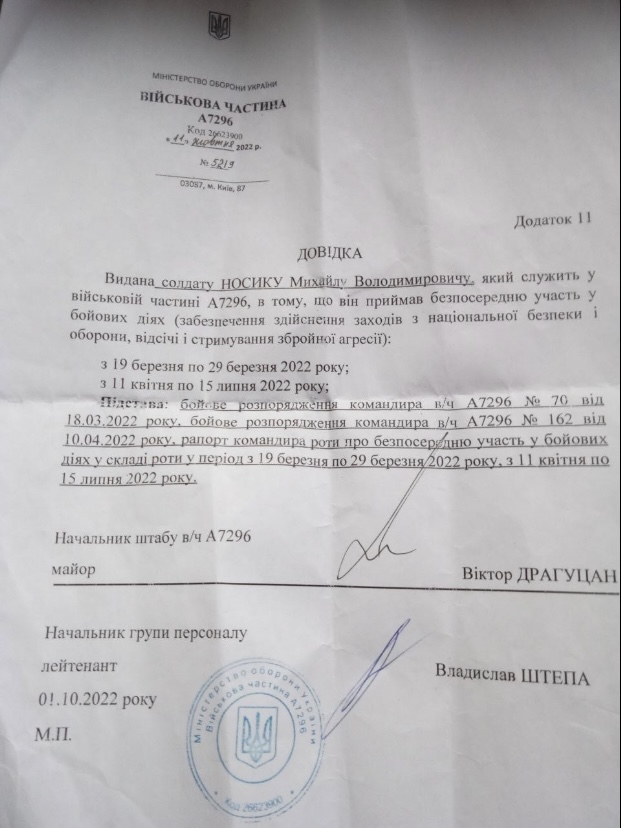 МІНІСТЕРСТВО ОБОРОНИ УКРАЇНИ
ВІЙСЬКОВА ЧАСТИНА
А7296
Код 26623900
«11» жовтня 2022 р.
№ 5219
03087, м. Київ, 87
Додаток 11
ДОВІДКА
Видана солдату НОСИКУ Михайлу Володимировичу, який служить у
військовій частині А7296, в тому, що він приймав безпосередню участь у
бойових діях (забезпечення здійснення заходів з національної безпеки і
оборони, відсічі і стримування збройної агресії):
з 19 березня по 29 березня 2022 року;
з 11 квітня по 15 липня 2022 року;
Підстава: бойове розпорядження командира в/ч А7296 № 70 від
18.03.2022 року, бойове розпорядження командира в/ч А7296 № 162 від
10.04.2022 року, рапорт командира роти про безпосередню участь у бойових
діях у складі роти у період з 19 березня по 29 березня 2022 року, з 11 квітня по
15 липня 2022 року.
Начальник штабу в/ч А7296
майор
Віктор ДРАГУЦАН
Начальник групи персоналу
лейтенант
Владислав ШТЕПА
01.10.2022 року
М.П.
Міністерство оборони України
Військова частина А7296
Код 26623900